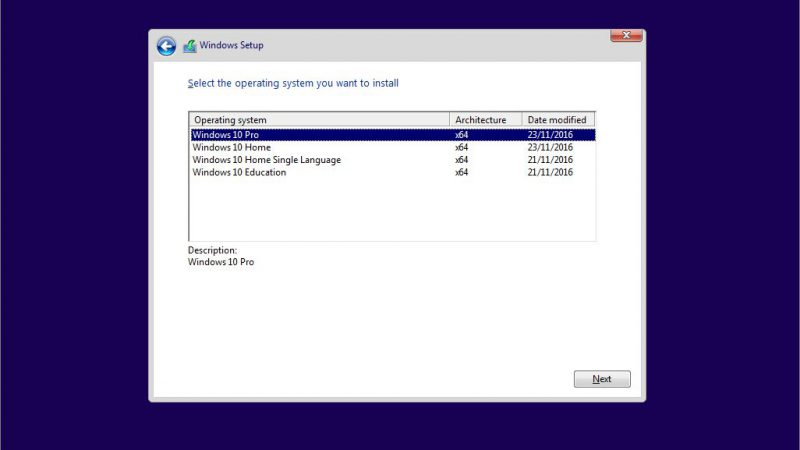 Windows Setup
Select the operating system you want to install
Operating system Architecture Date modified
Windows 10 Pro x64 23/11/2016
Windows 10 Home x64 23/11/2016
Windows 10 Home Single Language x64 21/11/2016
Windows 10 Education x64 21/11/2016
Description:
Windows 10 Pro
Next